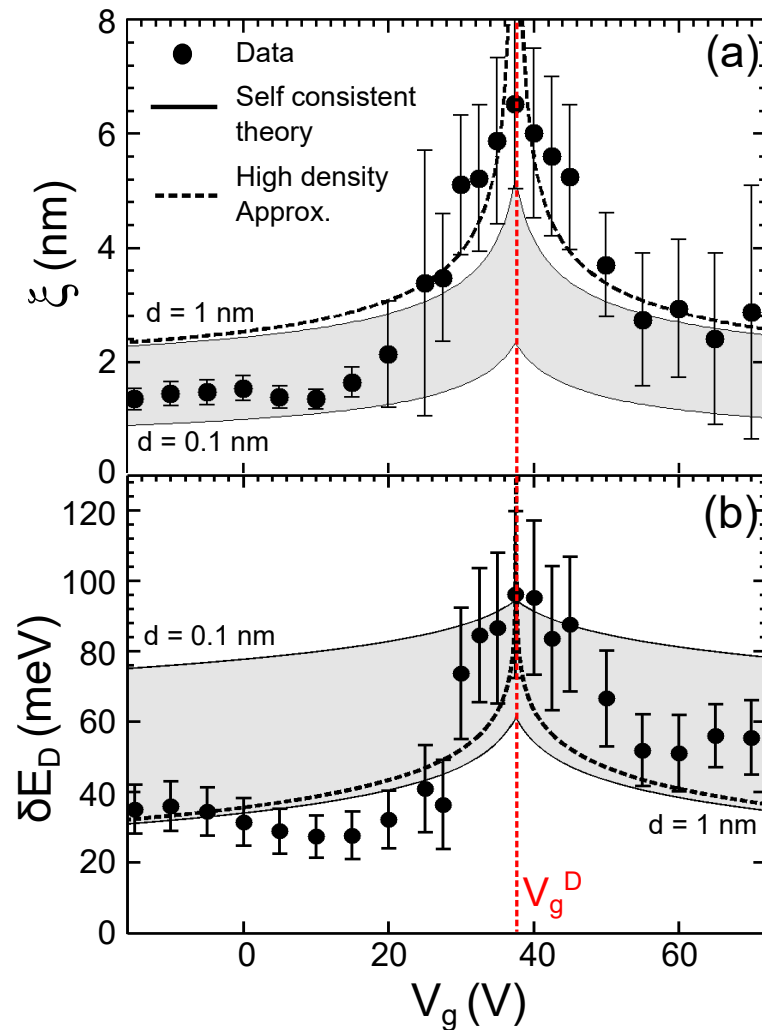 8
(a)
Data
Self consistent
theory
6
High density
Approx.
ξ (nm)
4
d = 1 nm
2
d = 0.1 nm
0
(b)
120
100
d = 0.1 nm
80
δE_D (meV)
60
40
d = 1 nm
20
V_g^D
0
0 20 40 60
V_g (V)